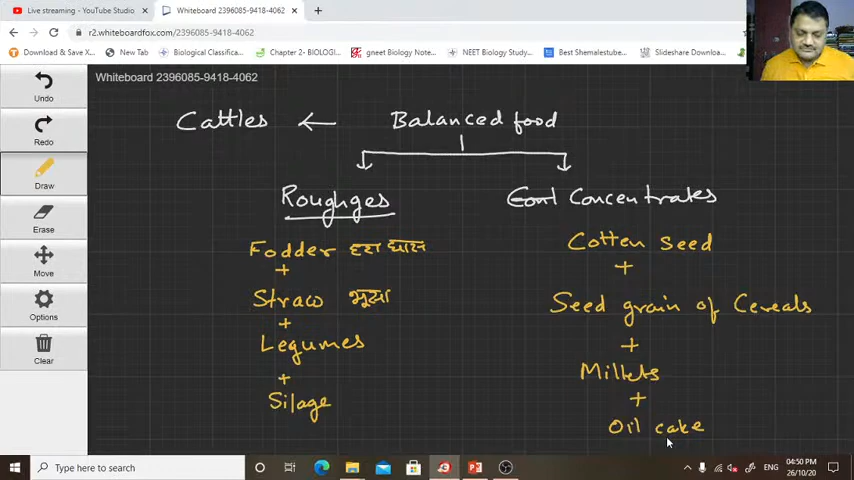 Live streaming - YouTube Studio
Whiteboard 2396085-9418-4062
r2.whiteboardfox.com/2396085-9418-4062
Download & Save X...
New Tab
Biological Classifica...
Chapter 2- BIOLOGI...
gneet Biology Note...
NEET Biology Study...
Best Shemalestube...
Slideshare Downloa...
Whiteboard 2396085-9418-4062
Undo
Redo
Draw
Erase
Move
Options
Clear
Cattles ← Balanced food
Roughges
Concentrates
Fodder हरा घास
+
Straw भूसा
+
Legumes
+
Silage
Cotten seed
+
Seed grain of Cereals
+
Millets
+
Oil cake
Type here to search
ENG
04:50 PM
26/10/20